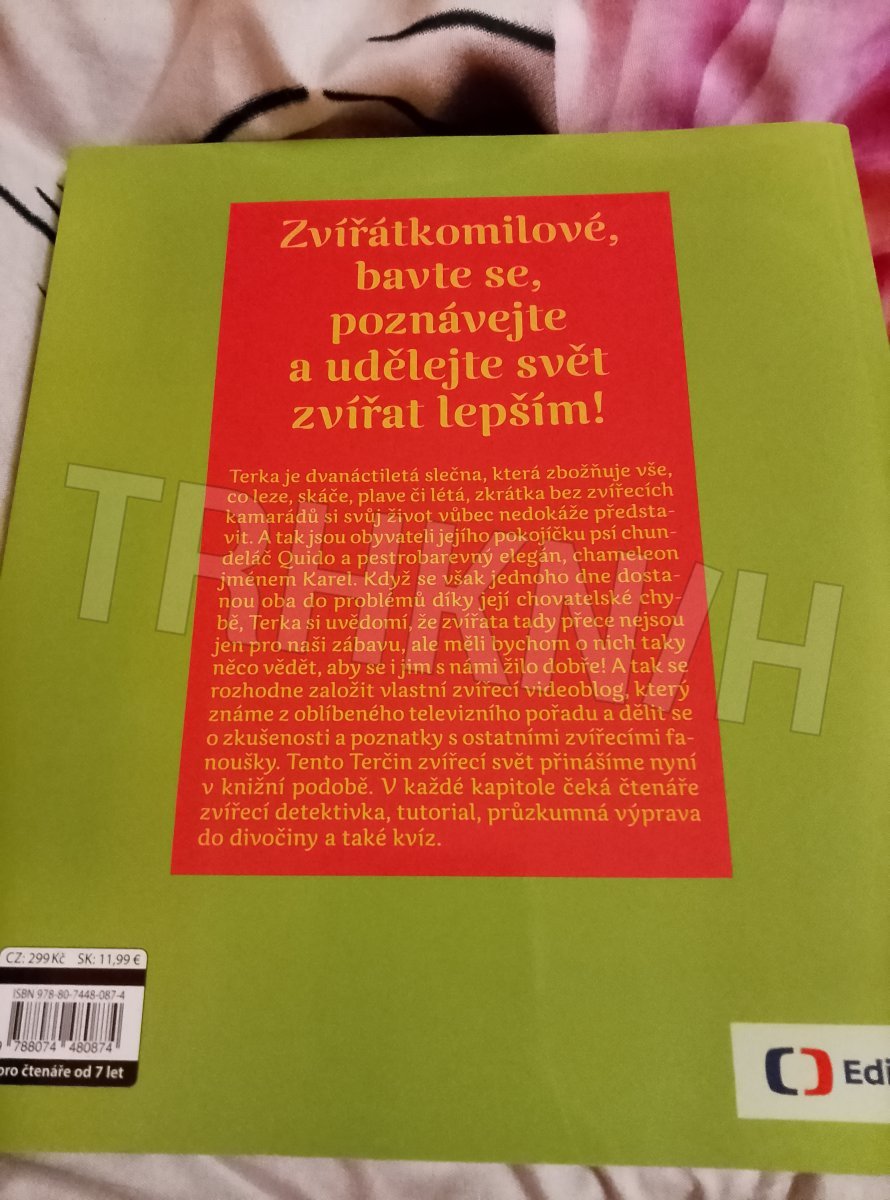 Zvířátkomilové,
bavte se,
poznávejte
a udělejte svět
zvířat lepším!
Terka je dvanáctiletá slečna, která zbožňuje vše,
co leze, skáče, plave či létá, zkrátka bez zvířecích
kamarádů si svůj život vůbec nedokáže představ-
vit. A tak jsou obyvateli jejího pokojíčku psí chun-
deláč Quido a pestrobarevný elegán, chameleon
jménem Karel. Když se však jednoho dne dosta-
nou oba do problémů díky její chovatelské chy-
bě, Terka si uvědomí, že zvířata tady přece nejsou
jen pro naši zábavu, ale měli bychom o nich taky
něco vědět, aby se i jim s námi žilo dobře! A tak se
rozhodne založit vlastní zvířecí videoblog, který
známe z oblíbeného televizního pořadu a dělit se
o zkušenosti a poznatky s ostatními zvířecími fa-
noušky. Tento Terčin zvířecí svět přinášíme nyní
v knižní podobě. V každé kapitole čeká čtenáře
zvířecí detektivka, tutorial, průzkumná výprava
do divočiny a také kvíz.
TRHKNIH
CZ: 299 Kč SK: 11,99 €
ISBN 978-80-7448-087-4
9 788074 480874
pro čtenáře od 7 let
Edi